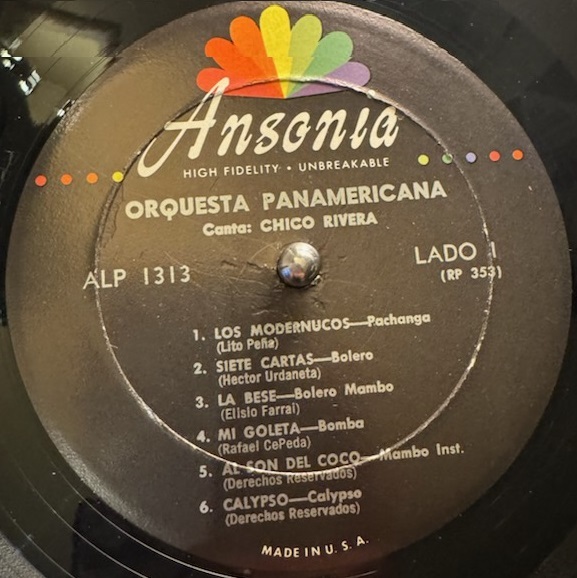 Ansonia
HIGH FIDELITY • UNBREAKABLE
ORQUESTA PANAMERICANA
Canta: CHICO RIVERA
ALP 1313
LADO 1
(RP 353)
1. LOS MODERNUCOS—Pachanga
(Lito Peña)
2. SIETE CARTAS—Bolero
(Hector Urdaneta)
3. LA BESE—Bolero Mambo
(Elisio Farral)
4. MI GOLETA—Bomba
(Rafael CePeda)
5. AL SON DEL COCO—Mambo Inst.
(Derechos Reservados)
6. CALYPSO—Calypso
(Derechos Reservados)
MADE IN U. S. A.